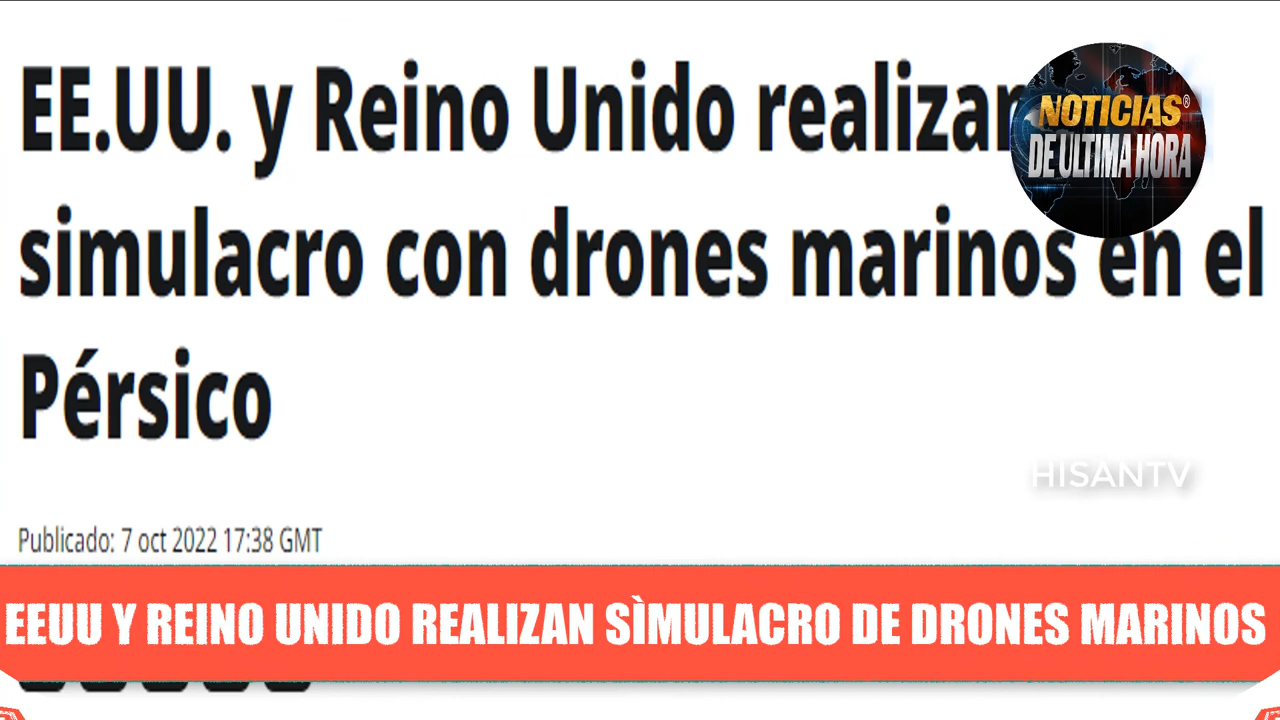 EE.UU. y Reino Unido realizan
NOTICIAS®
DE ULTIMA HORA
simulacro con drones marinos en el
Pérsico
HISANTV
Publicado: 7 oct 2022 17:38 GMT
EEUU Y REINO UNIDO REALIZAN SÌMULACRO DE DRONES MARINOS